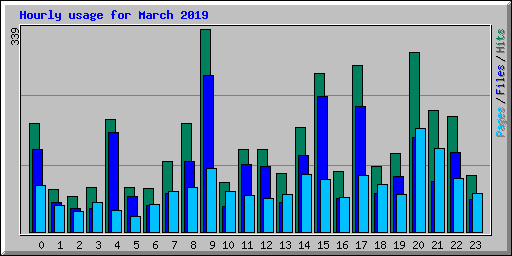 Hourly usage for March 2019
339
Pages / Files / Hits
0 1 2 3 4 5 6 7 8 9 10 11 12 13 14 15 16 17 18 19 20 21 22 23